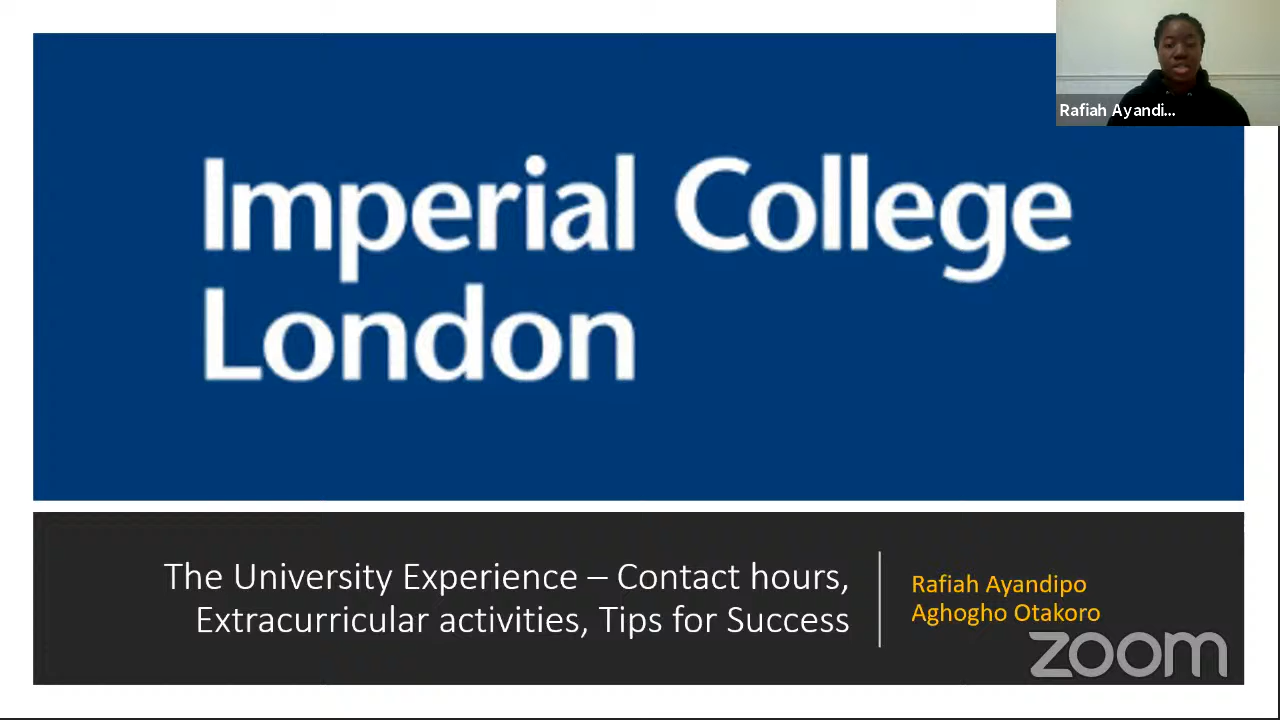 Rafiah Ayandi...
Imperial College
London
The University Experience – Contact hours,
Extracurricular activities, Tips for Success
Rafiah Ayandipo
Aghogho Otakoro
zoom